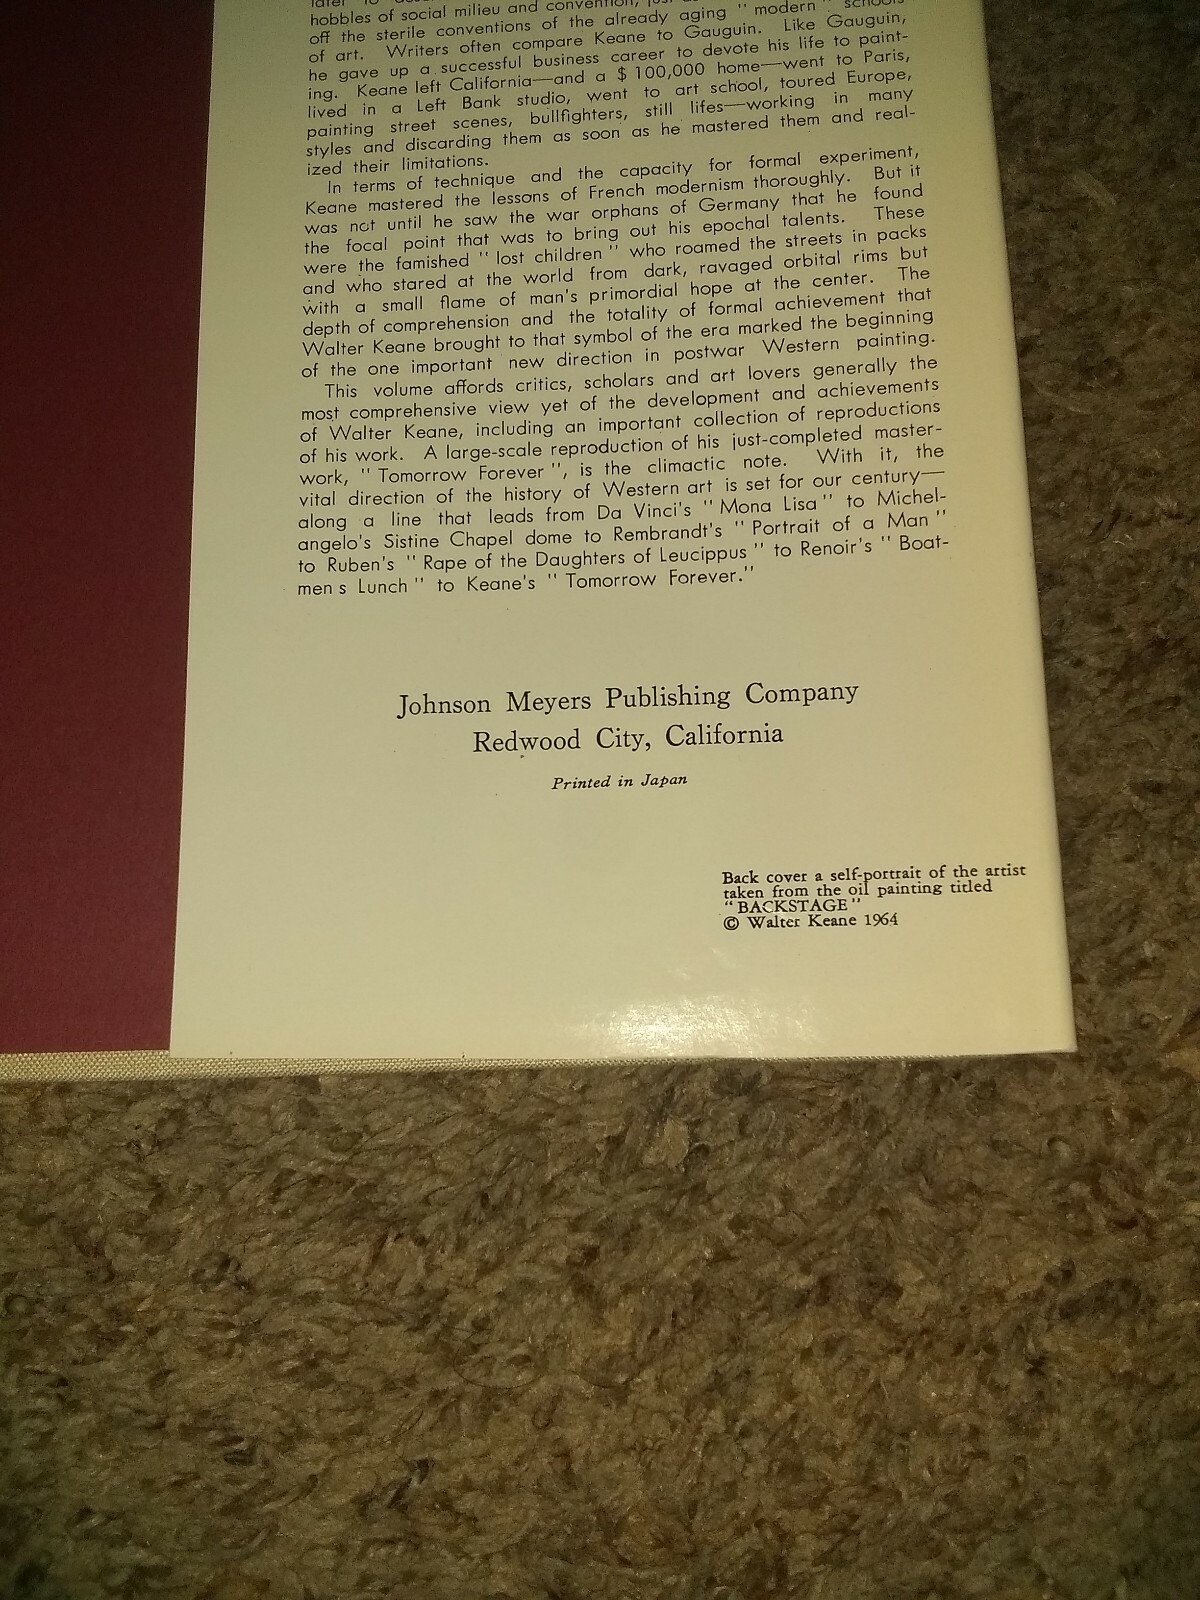 hobbles of social milieu and convention, just
off the sterile conventions of the already aging " modern " schools
of art. Writers often compare Keane to Gauguin. Like Gauguin,
he gave up a successful business career to devote his life to paint-
ing. Keane left California—and a $ 100,000 home—went to Paris,
lived in a Left Bank studio, went to art school, toured Europe,
painting street scenes, bullfighters, still lifes—working in many
styles and discarding them as soon as he mastered them and real-
ized their limitations.
In terms of technique and the capacity for formal experiment,
Keane mastered the lessons of French modernism thoroughly. But it
was not until he saw the war orphans of Germany that he found
the focal point that was to bring out his epochal talents. These
were the famished " lost children " who roamed the streets in packs
and who stared at the world from dark, ravaged orbital rims but
with a small flame of man's primordial hope at the center. The
depth of comprehension and the totality of formal achievement that
Walter Keane brought to that symbol of the era marked the beginning
of the one important new direction in postwar Western painting.
This volume affords critics, scholars and art lovers generally the
most comprehensive view yet of the development and achievements
of Walter Keane, including an important collection of reproductions
of his work. A large-scale reproduction of his just-completed master-
work, " Tomorrow Forever ", is the climactic note. With it, the
vital direction of the history of Western art is set for our century—
along a line that leads from Da Vinci's " Mona Lisa " to Michel-
angelo's Sistine Chapel dome to Rembrandt's " Portrait of a Man "
to Ruben's " Rape of the Daughters of Leucippus " to Renoir's " Boat-
men s Lunch " to Keane's " Tomorrow Forever."
Johnson Meyers Publishing Company
Redwood City, California
Printed in Japan
Back cover a self-portrait of the artist
taken from the oil painting titled
"BACKSTAGE"
© Walter Keane 1964